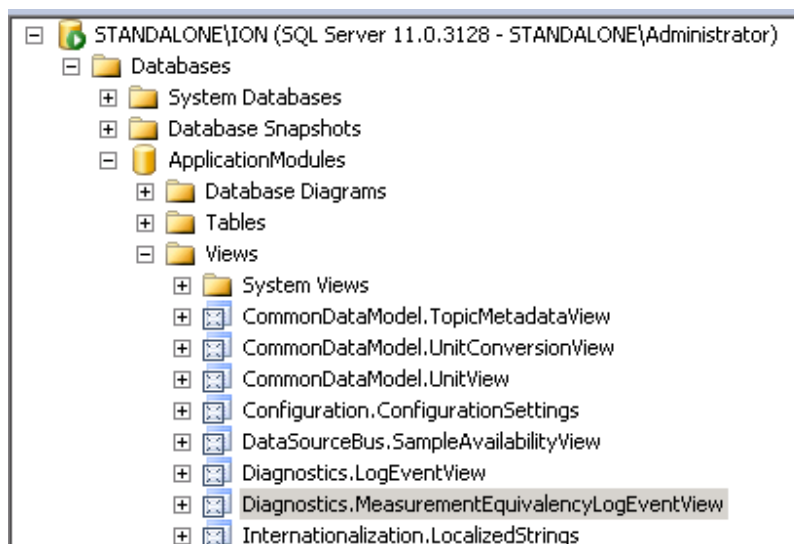 STANDALONE\ION (SQL Server 11.0.3128 - STANDALONE\Administrator)
Databases
System Databases
Database Snapshots
ApplicationModules
Database Diagrams
Tables
Views
System Views
CommonDataModel.TopicMetadataView
CommonDataModel.UnitConversionView
CommonDataModel.UnitView
Configuration.ConfigurationSettings
DataSourceBus.SampleAvailabilityView
Diagnostics.LogEventView
Diagnostics.MeasurementEquivalencyLogEventView
Internationalization.LocalizedStrings